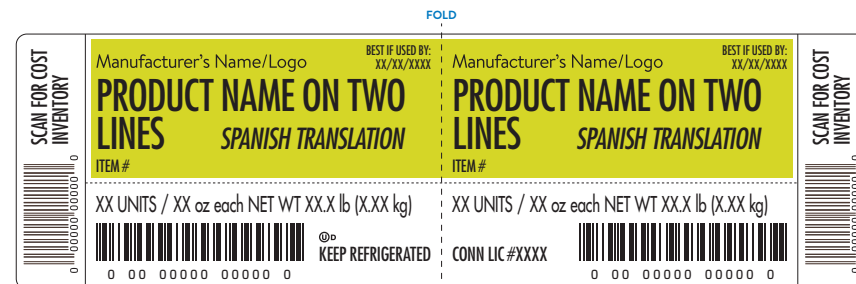 FOLD
SCAN FOR COST
INVENTORY
0 00000 00000 0
Manufacturer's Name/Logo
BEST IF USED BY:
XX/XX/XXXX
PRODUCT NAME ON TWO
LINES SPANISH TRANSLATION
ITEM #
XX UNITS / XX oz each NET WT XX.X lb (X.XX kg)
0 00 00000 00000 0
U D
KEEP REFRIGERATED
Manufacturer's Name/Logo
BEST IF USED BY:
XX/XX/XXXX
PRODUCT NAME ON TWO
LINES SPANISH TRANSLATION
ITEM #
XX UNITS / XX oz each NET WT XX.X lb (X.XX kg)
CONN LIC #XXXX
0 00 00000 00000 0
SCAN FOR COST
INVENTORY
0 00000 00000 0